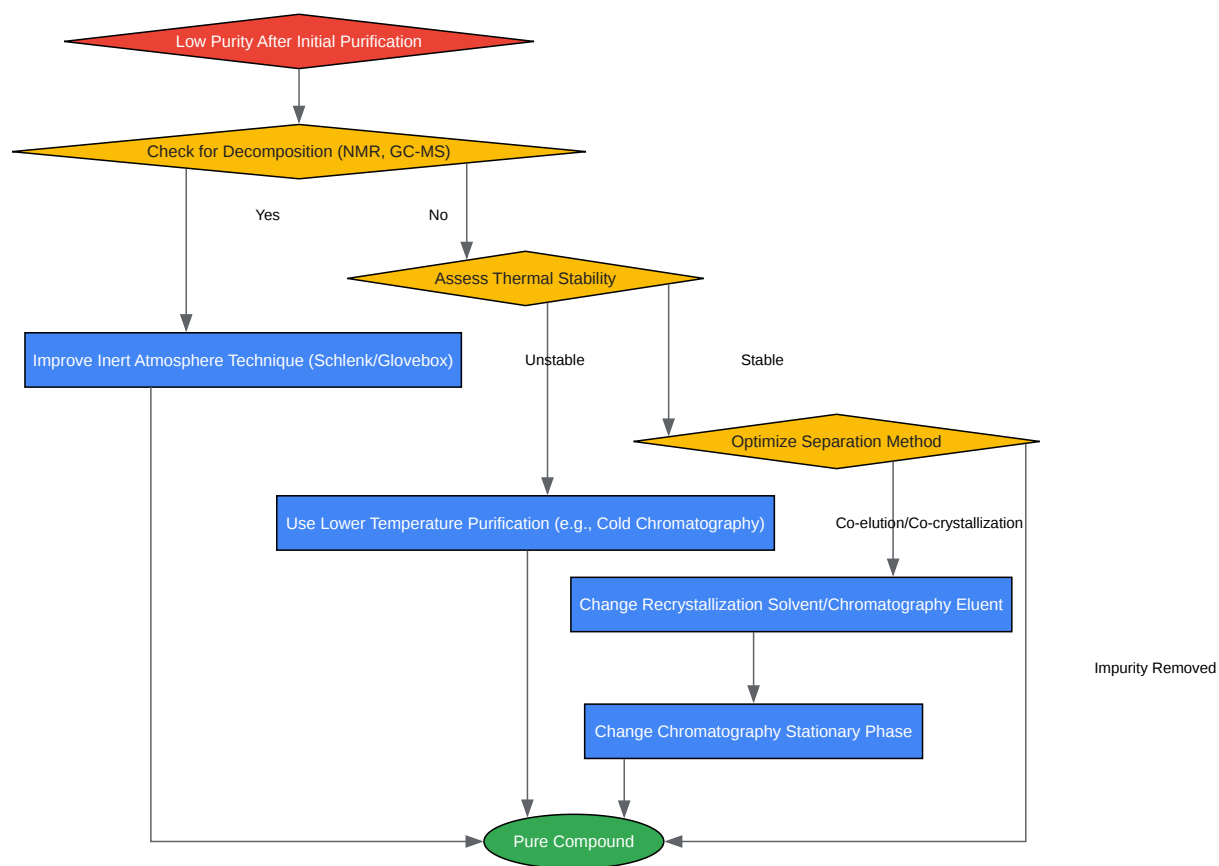 Low Purity After Initial Purification
Check for Decomposition (NMR, GC-MS)
Yes
No
Assess Thermal Stability
Improve Inert Atmosphere Technique (Schlenk/Glovebox)
Unstable
Stable
Optimize Separation Method
Use Lower Temperature Purification (e.g., Cold Chromatography)
Co-elution/Co-crystallization
Change Recrystallization Solvent/Chromatography Eluent
Impurity Removed
Change Chromatography Stationary Phase
Pure Compound